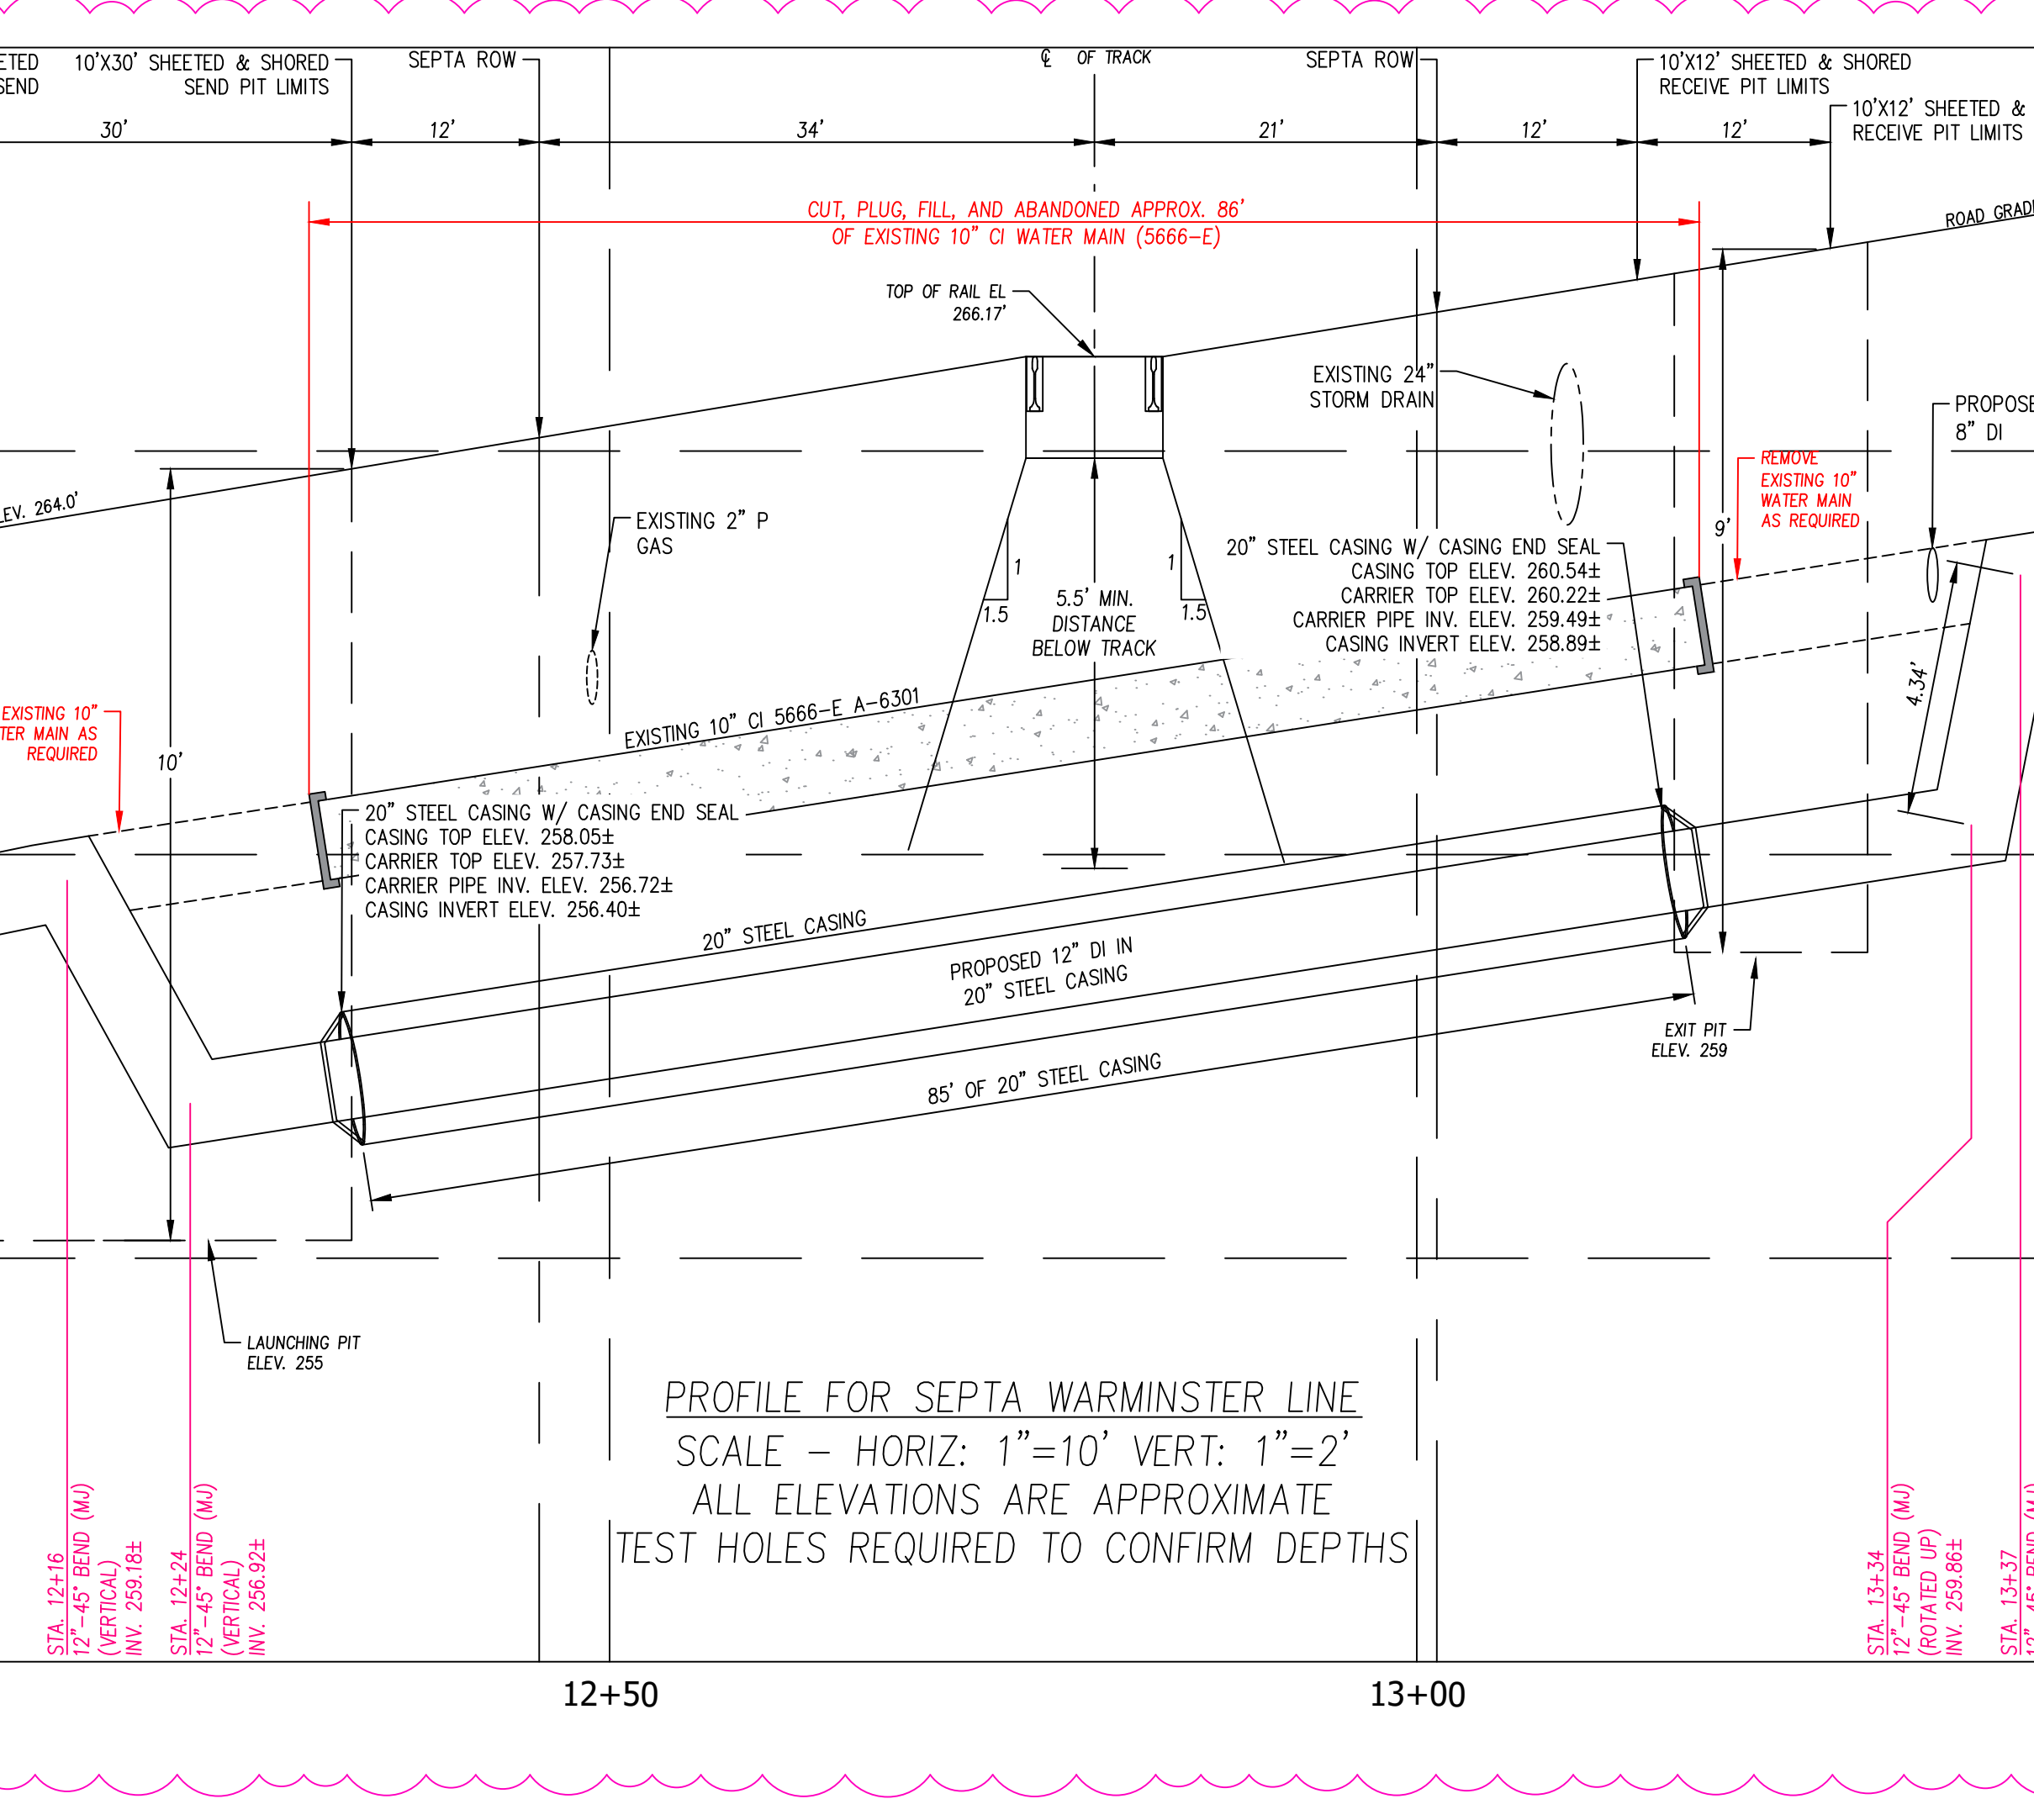 10'X30' SHEETED & SHORED
SEND PIT LIMITS
SEPTA ROW
℄ OF TRACK
SEPTA ROW
10'X12' SHEETED & SHORED
RECEIVE PIT LIMITS
10'X12' SHEETED &
RECEIVE PIT LIMITS
SEND
30'
12'
34'
21'
12'
12'
CUT, PLUG, FILL, AND ABANDONED APPROX. 86'
OF EXISTING 10" CI WATER MAIN (5666-E)
ROAD
TOP OF RAIL EL
266.17'
EXISTING 24"
STORM DRAIN
8" DI
REMOVE
EXISTING 10"
WATER MAIN
AS REQUIRED
9'
264.0'
EXISTING 2" P
GAS
1
1.5
1
1.5
5.5' MIN.
DISTANCE
BELOW TRACK
20" STEEL CASING W/ CASING END SEAL
CASING TOP ELEV. 260.54±
CARRIER TOP ELEV. 260.22±
CARRIER PIPE INV. ELEV. 259.49±
CASING INVERT ELEV. 258.89±
4.34'
EXISTING 10" CI 5666-E A-6301
EXISTING 10"
MAIN AS
REQUIRED
10'
20" STEEL CASING W/ CASING END SEAL
CASING TOP ELEV. 258.05±
CARRIER TOP ELEV. 257.73±
CARRIER PIPE INV. ELEV. 256.72±
CASING INVERT ELEV. 256.40±
20" STEEL CASING
PROPOSED 12" DI IN
20" STEEL CASING
85' OF 20" STEEL CASING
EXIT PIT
ELEV. 259
LAUNCHING PIT
ELEV. 255
PROFILE FOR SEPTA WARMINSTER LINE
SCALE - HORIZ: 1"=10' VERT: 1"=2'
ALL ELEVATIONS ARE APPROXIMATE
TEST HOLES REQUIRED TO CONFIRM DEPTHS
STA. 12+16
12"-45° BEND (MJ)
(VERTICAL)
INV. 259.18±
STA. 12+24
12"-45° BEND (MJ)
(VERTICAL)
INV. 256.92±
STA. 13+34
12"-45° BEND (MJ)
(ROTATED UP)
INV. 259.86±
STA. 13+37
12+50
13+00